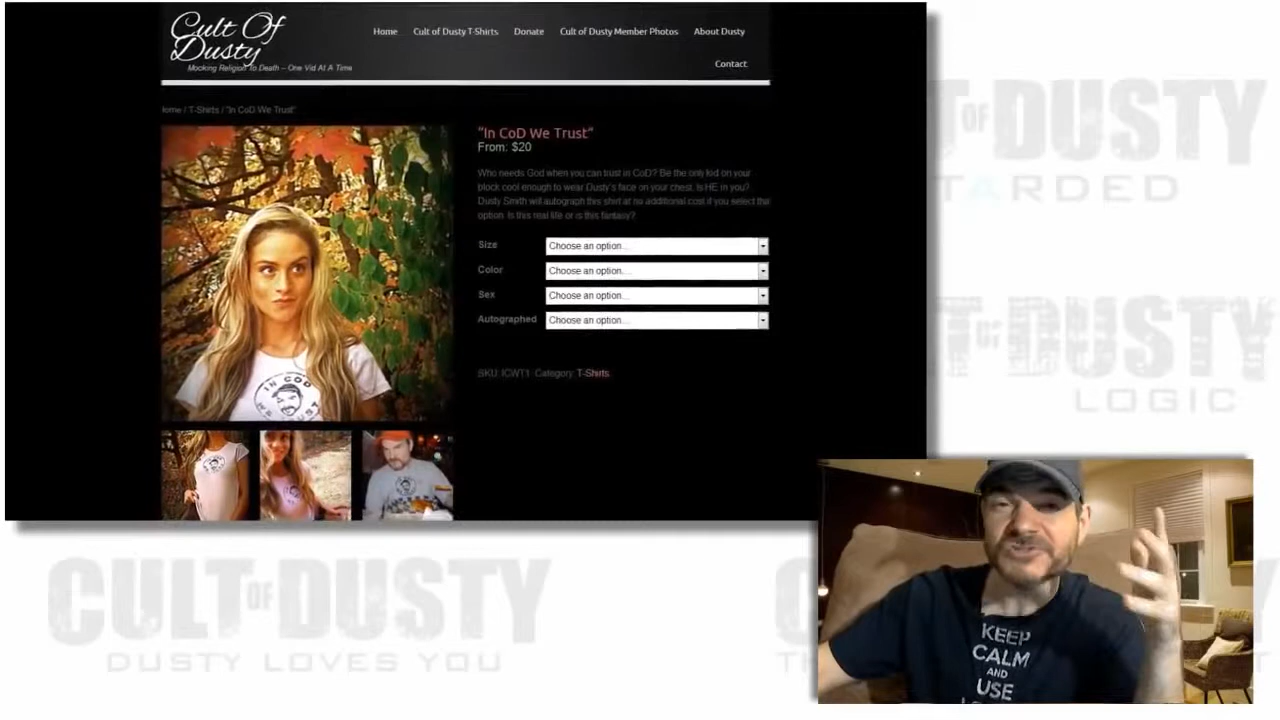 Cult Of
Dusty
Mocking Religion To Death – One Vid At A Time
Home
Cult of Dusty T-Shirts
Donate
Cult of Dusty Member Photos
About Dusty
Contact
Home / T-Shirts / "In CoD We Trust"
"In CoD We Trust"
From: $20
Who needs God when you can trust in CoD? Be the only kid on your
block cool enough to wear Dusty's face on your chest. Is HE in you?
Dusty Smith will autograph this shirt at no additional cost if you select the
option. Is this real life or is this fantasy?
Size Choose an option...
Color Choose an option...
Sex Choose an option...
Autographed Choose an option...
SKU: ICWT1 Category: T-Shirts.
IN COD
WE TRUST
OF DUSTY
TARDED
OF DUSTY
LOGIC
CULT OF DUSTY
DUSTY LOVES YOU
KEEP
CALM
AND
USE